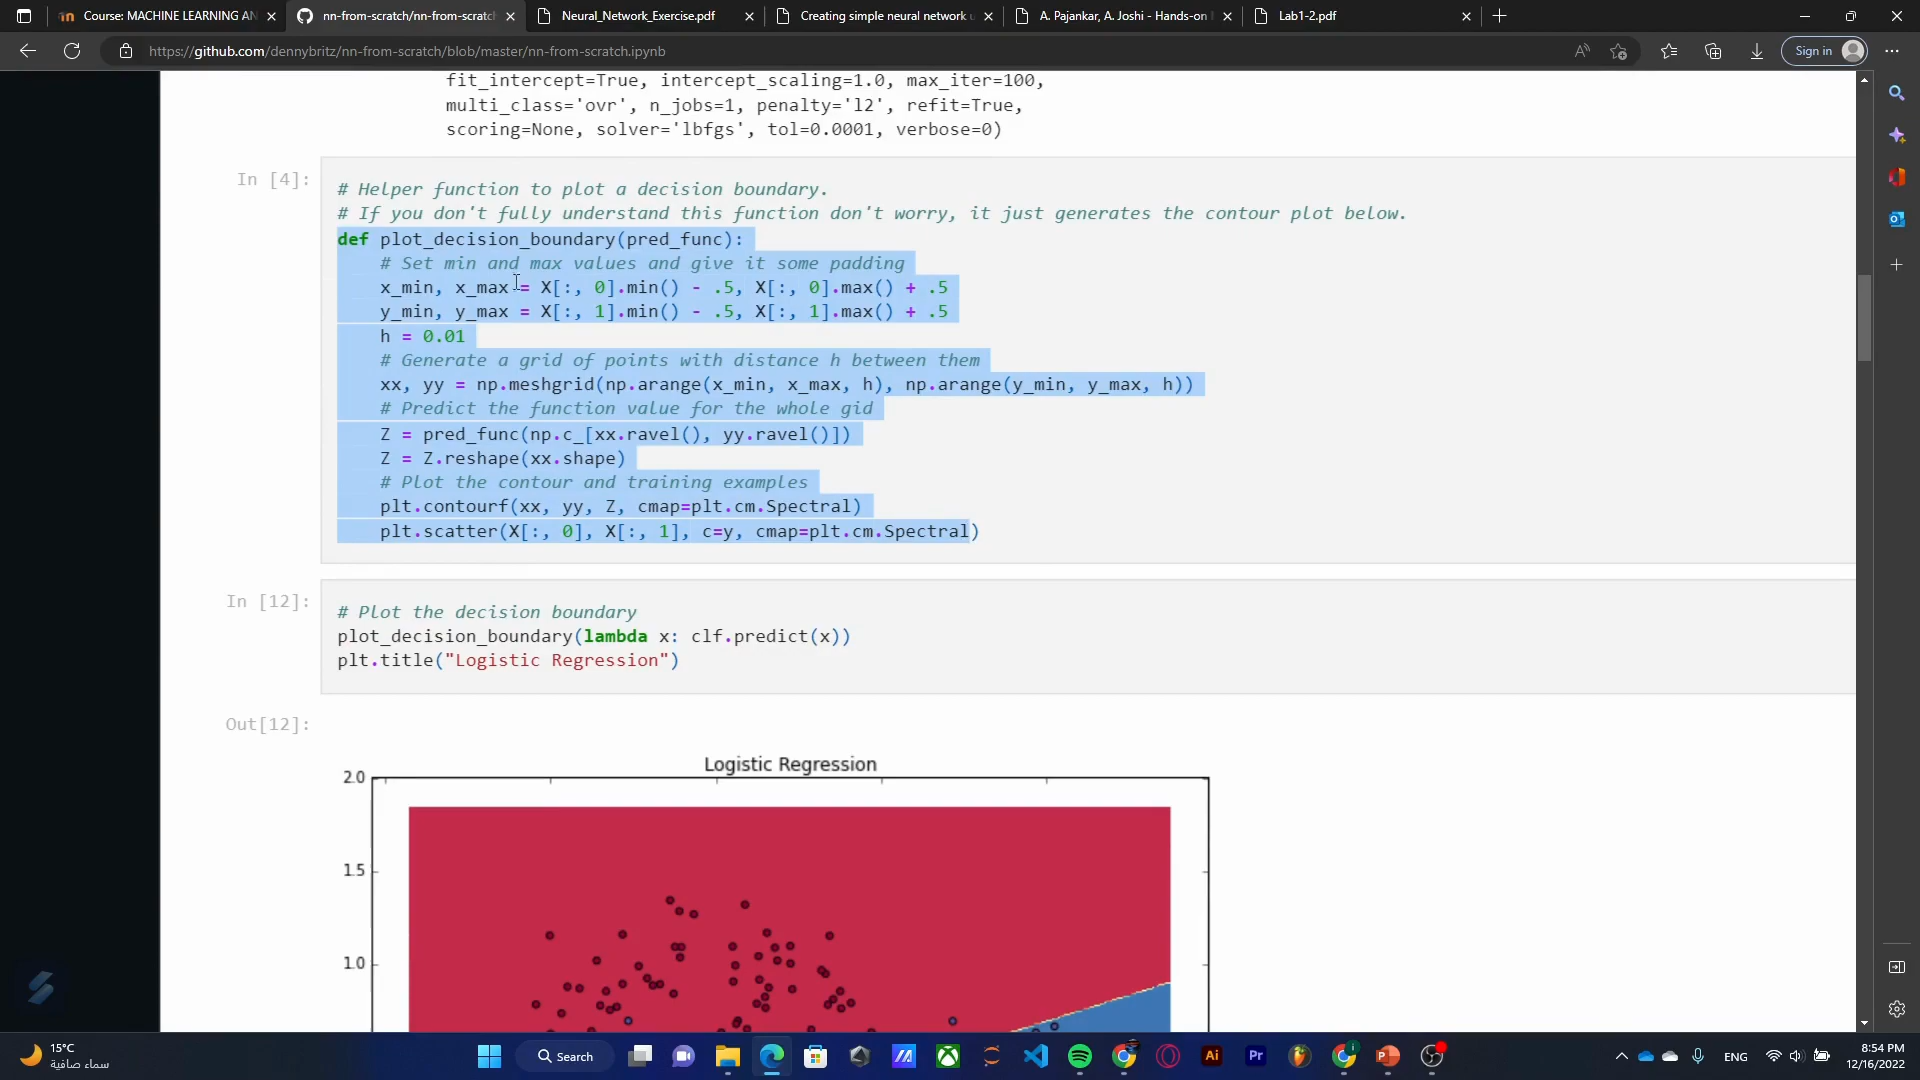 Course: MACHINE LEARNING AN
nn-from-scratch/nn-from-scratch
Neural_Network_Exercise.pdf
Creating simple neural network u
A. Pajankar, A. Joshi - Hands-on
Lab1-2.pdf
https://github.com/dennybritz/nn-from-scratch/blob/master/nn-from-scratch.ipynb
Sign in
fit_intercept=True, intercept_scaling=1.0, max_iter=100,
multi_class='ovr', n_jobs=1, penalty='l2', refit=True,
scoring=None, solver='lbfgs', tol=0.0001, verbose=0)
In [4]:
# Helper function to plot a decision boundary.
# If you don't fully understand this function don't worry, it just generates the contour plot below.
def plot_decision_boundary(pred_func):
# Set min and max values and give it some padding
x_min, x_max = X[:, 0].min() - .5, X[:, 0].max() + .5
y_min, y_max = X[:, 1].min() - .5, X[:, 1].max() + .5
h = 0.01
# Generate a grid of points with distance h between them
xx, yy = np.meshgrid(np.arange(x_min, x_max, h), np.arange(y_min, y_max, h))
# Predict the function value for the whole gid
Z = pred_func(np.c_[xx.ravel(), yy.ravel()])
Z = Z.reshape(xx.shape)
# Plot the contour and training examples
plt.contourf(xx, yy, Z, cmap=plt.cm.Spectral)
plt.scatter(X[:, 0], X[:, 1], c=y, cmap=plt.cm.Spectral)
In [12]:
# Plot the decision boundary
plot_decision_boundary(lambda x: clf.predict(x))
plt.title("Logistic Regression")
Out[12]:
Logistic Regression
2.0
1.5
1.0
15°C
سماء صافية
Search
Ai
Pr
ENG
8:54 PM
12/16/2022